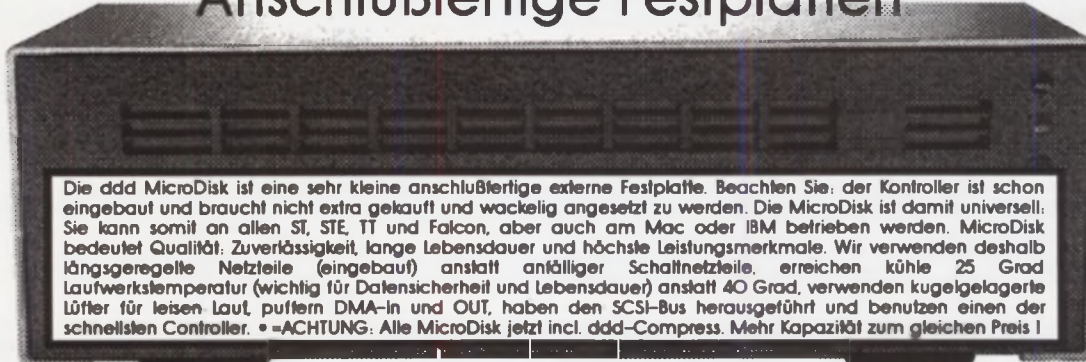 Anschlußfertige Festplatten
Die ddd MicroDisk ist eine sehr kleine anschlußfertige externe Festplatte. Beachten Sie: der Kontroller ist schon
eingebaut und braucht nicht extra gekauft und wackelig angesetzt zu werden. Die MicroDisk ist damit universell:
Sie kann somit an allen ST, STE, TT und Falcon, aber auch am Mac oder IBM betrieben werden. MicroDisk
bedeutet Qualität: Zuverlässigkeit, lange Lebensdauer und höchste Leistungsmerkmale. Wir verwenden deshalb
längsgeregelte Netzteile (eingebaut) anstatt anfälliger Schaltnetzteile, erreichen kühle 25 Grad
Laufwerkstemperatur (wichtig für Datensicherheit und Lebensdauer) anstatt 40 Grad, verwenden kugelgelagerte
Lüfter für leisen Lauf, puffern DMA-In und OUT, haben den SCSI-Bus herausgeführt und benutzen einen der
schnellsten Controller. • =ACHTUNG: Alle MicroDisk jetzt incl. ddd-Compress. Mehr Kapazität zum gleichen Preis !